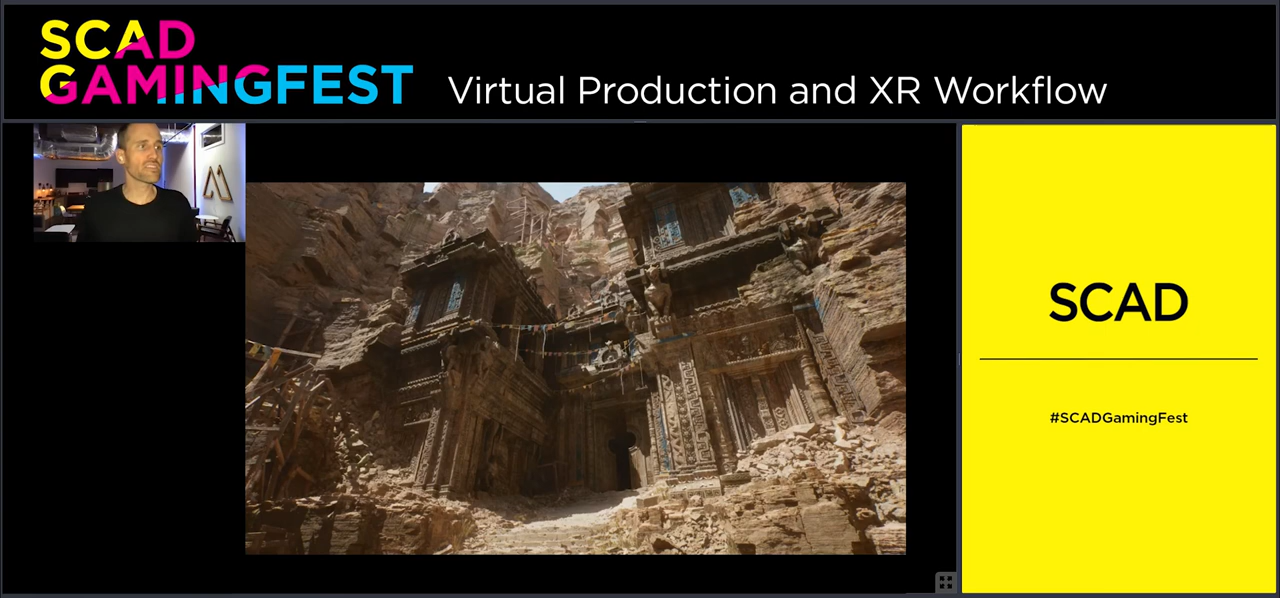 SCAD
GAMINGFEST
Virtual Production and XR Workflow
SCAD
#SCADGamingFest